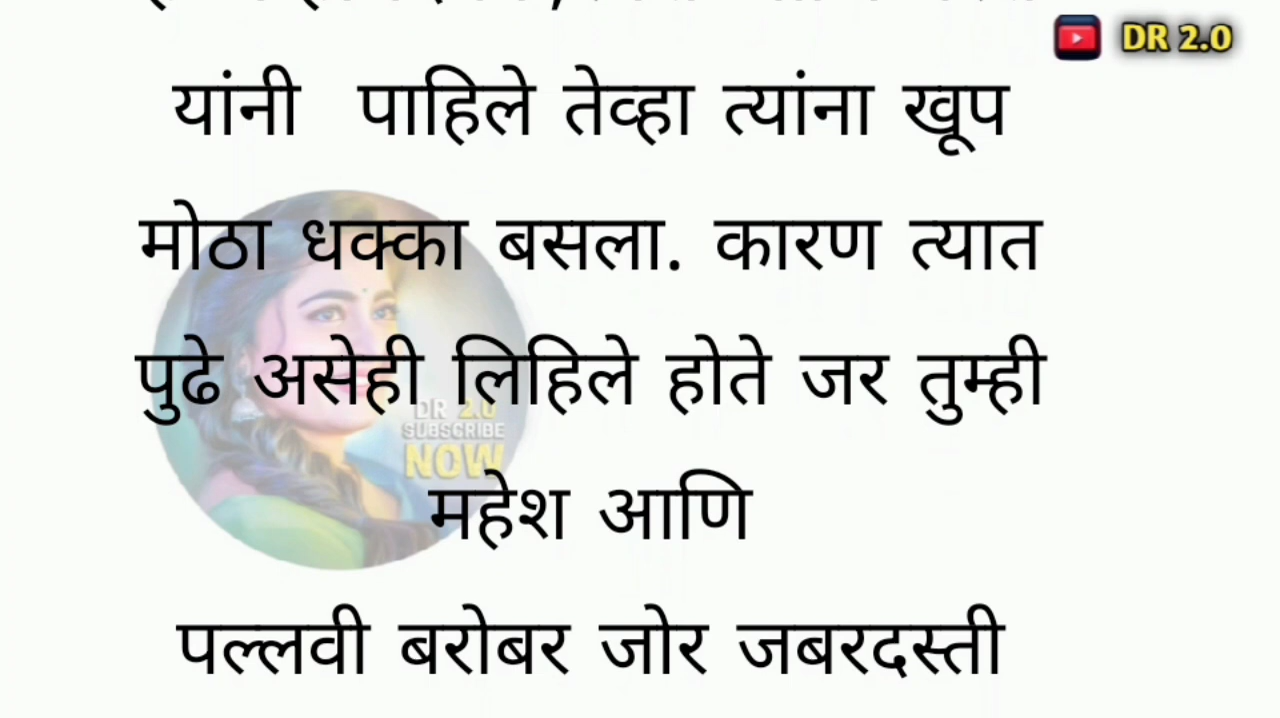 DR 2.0
यांनी पाहिले तेव्हा त्यांना खूप
मोठा धक्का बसला. कारण त्यात
पुढे असेही लिहिले होते जर तुम्ही
DR 2.0
SUBSCRIBE
NOW
महेश आणि
पल्लवी बरोबर जोर जबरदस्ती